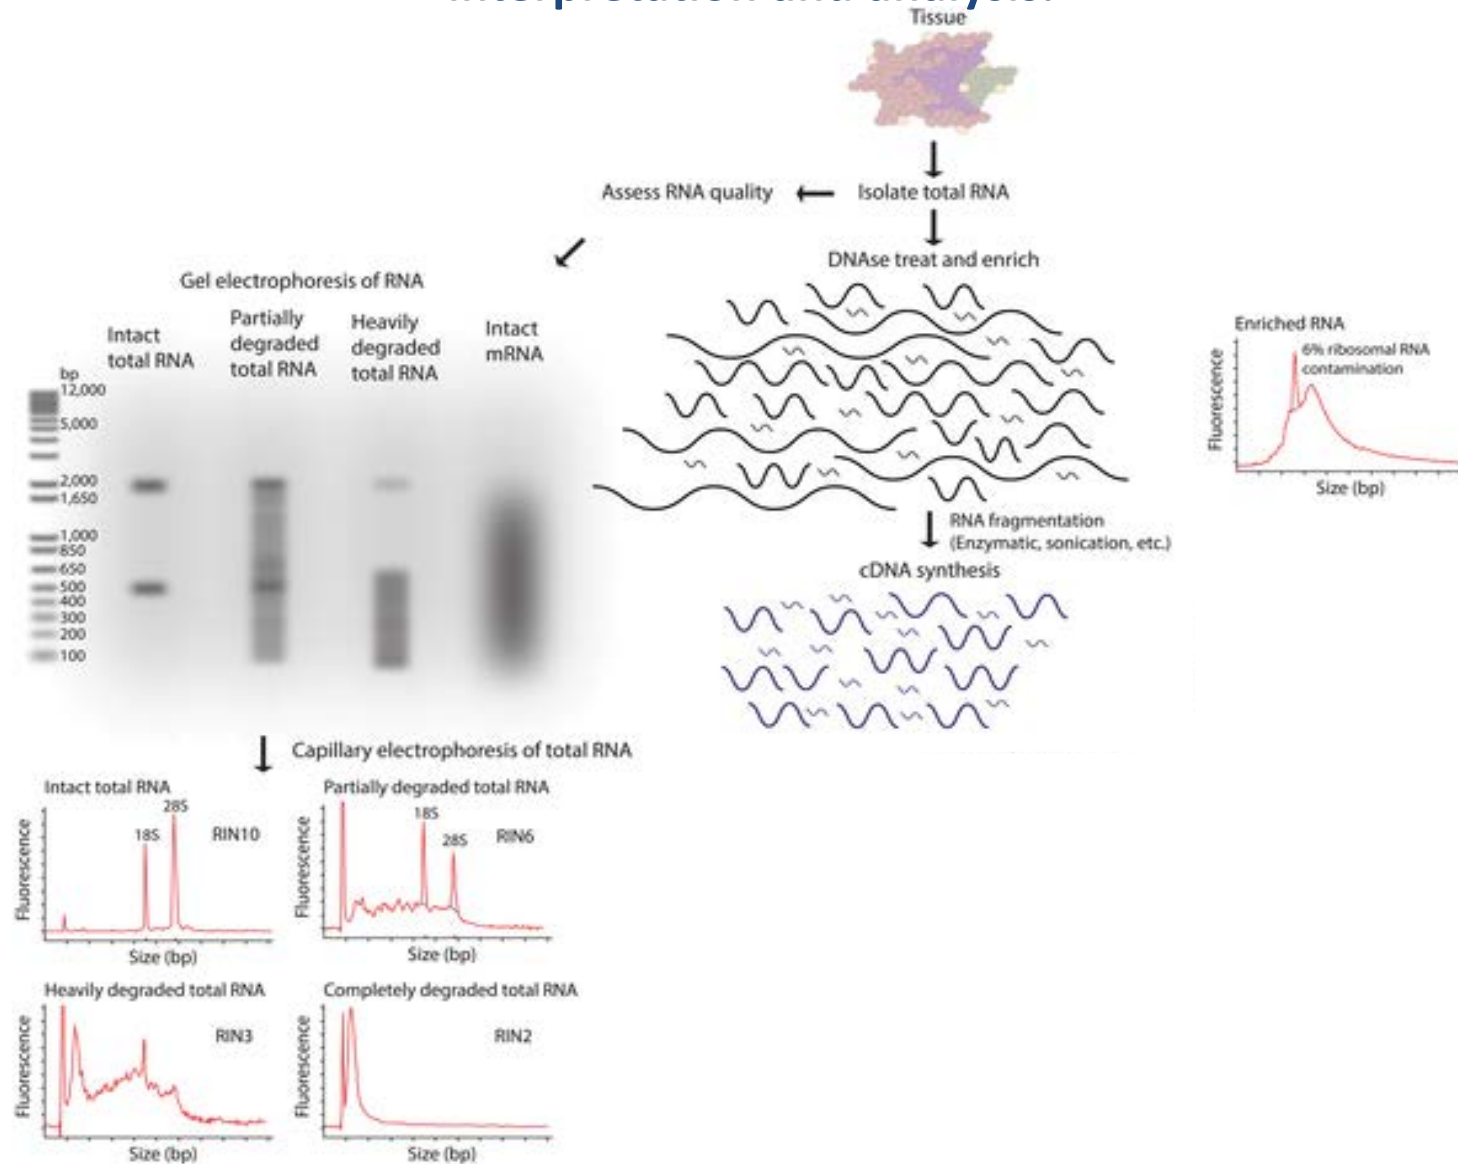 interpretation and analysis.
Tissue
Isolate total RNA
Assess RNA quality
DNAse treat and enrich
Gel electrophoresis of RNA
Intact
total RNA
Partially
degraded
total RNA
Heavily
degraded
total RNA
Intact
mRNA
bp
12,000
5,000
2,000
1,650
1,000
850
650
500
400
300
200
100
Enriched RNA
6% ribosomal RNA
contamination
Fluorescence
Size (bp)
RNA fragmentation
(Enzymatic, sonication, etc.)
cDNA synthesis
Capillary electrophoresis of total RNA
Intact total RNA
28S
18S
RIN10
Fluorescence
Size (bp)
Partially degraded total RNA
18S
28S
RIN6
Fluorescence
Size (bp)
Heavily degraded total RNA
RIN3
Fluorescence
Size (bp)
Completely degraded total RNA
RIN2
Fluorescence
Size (bp)